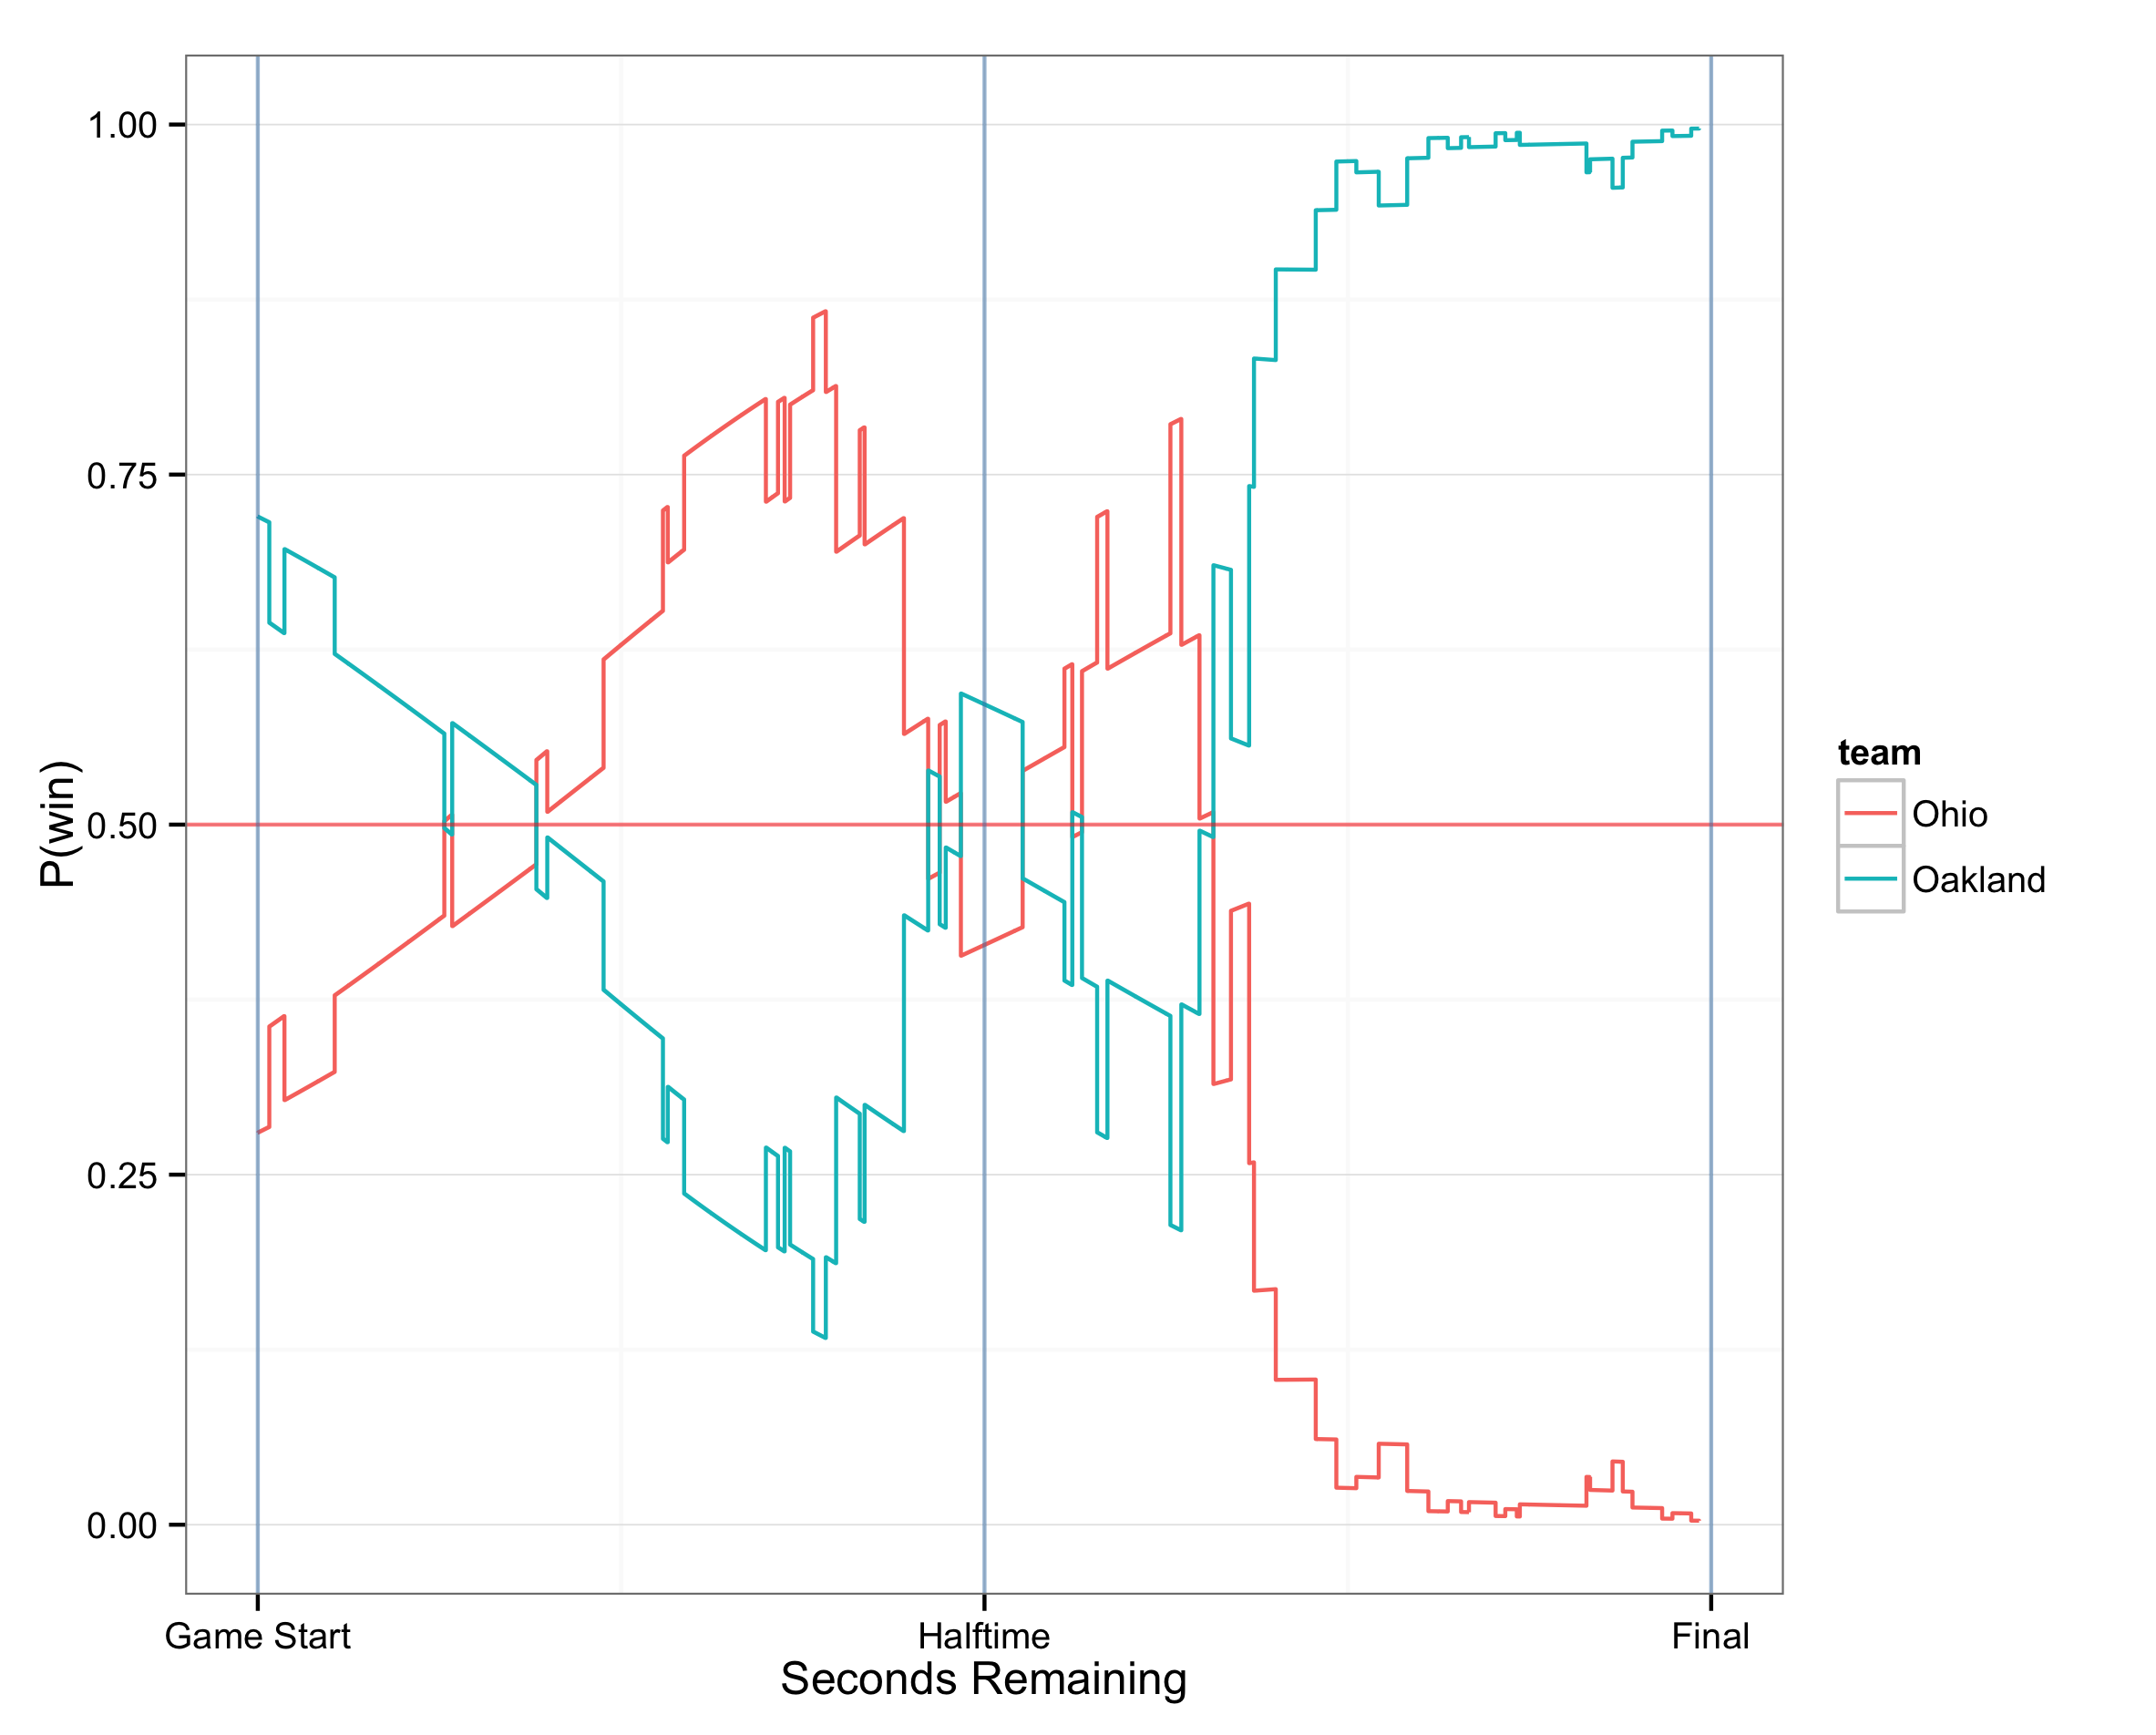 P(win)
1.00
0.75
0.50
0.25
0.00
Game Start
Halftime
Final
Seconds Remaining
team
Ohio
Oakland